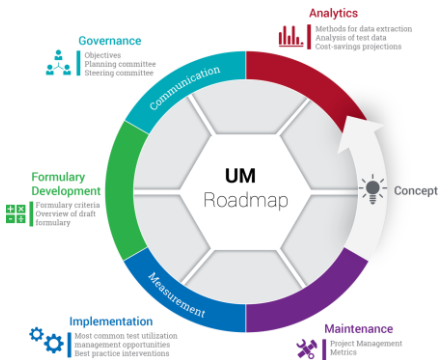 Analytics
Methods for data extraction
Analysis of test data
Cost-savings projections
Governance
Objectives
Planning committee
Steering committee
Communication
UM
Roadmap
Concept
Formulary
Development
Formulary criteria
Overview of draft
formulary
Measurement
Implementation
Most common test utilization
management opportunities
Best practice interventions
Maintenance
Project Management
Metrics